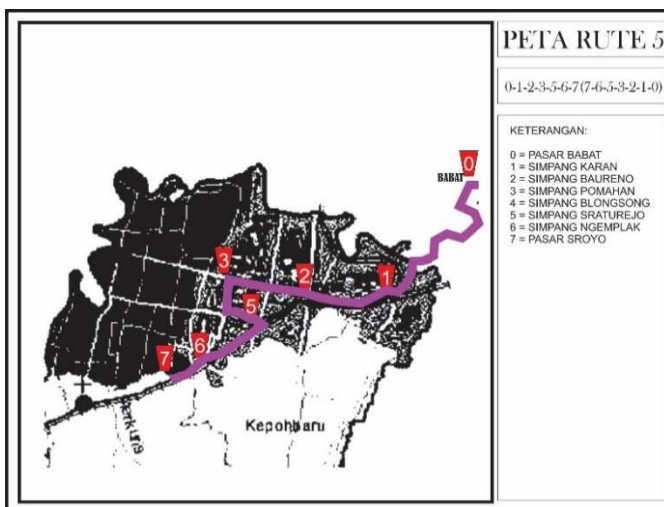 PETA RUTE 5
0-1-2-3-5-6-7(7-6-5-3-2-1-0)
KETERANGAN:
0 = PASAR BABAT
1 = SIMPANG KARAN
2 = SIMPANG BAURENO
3 = SIMPANG POMAHAN
4 = SIMPANG BLONGSONG
5 = SIMPANG SRATUREJO
6 = SIMPANG NGEMPLAK
7 = PASAR SROYO
0
BABAT
3
2
1
5
6
7
Kepohbaru